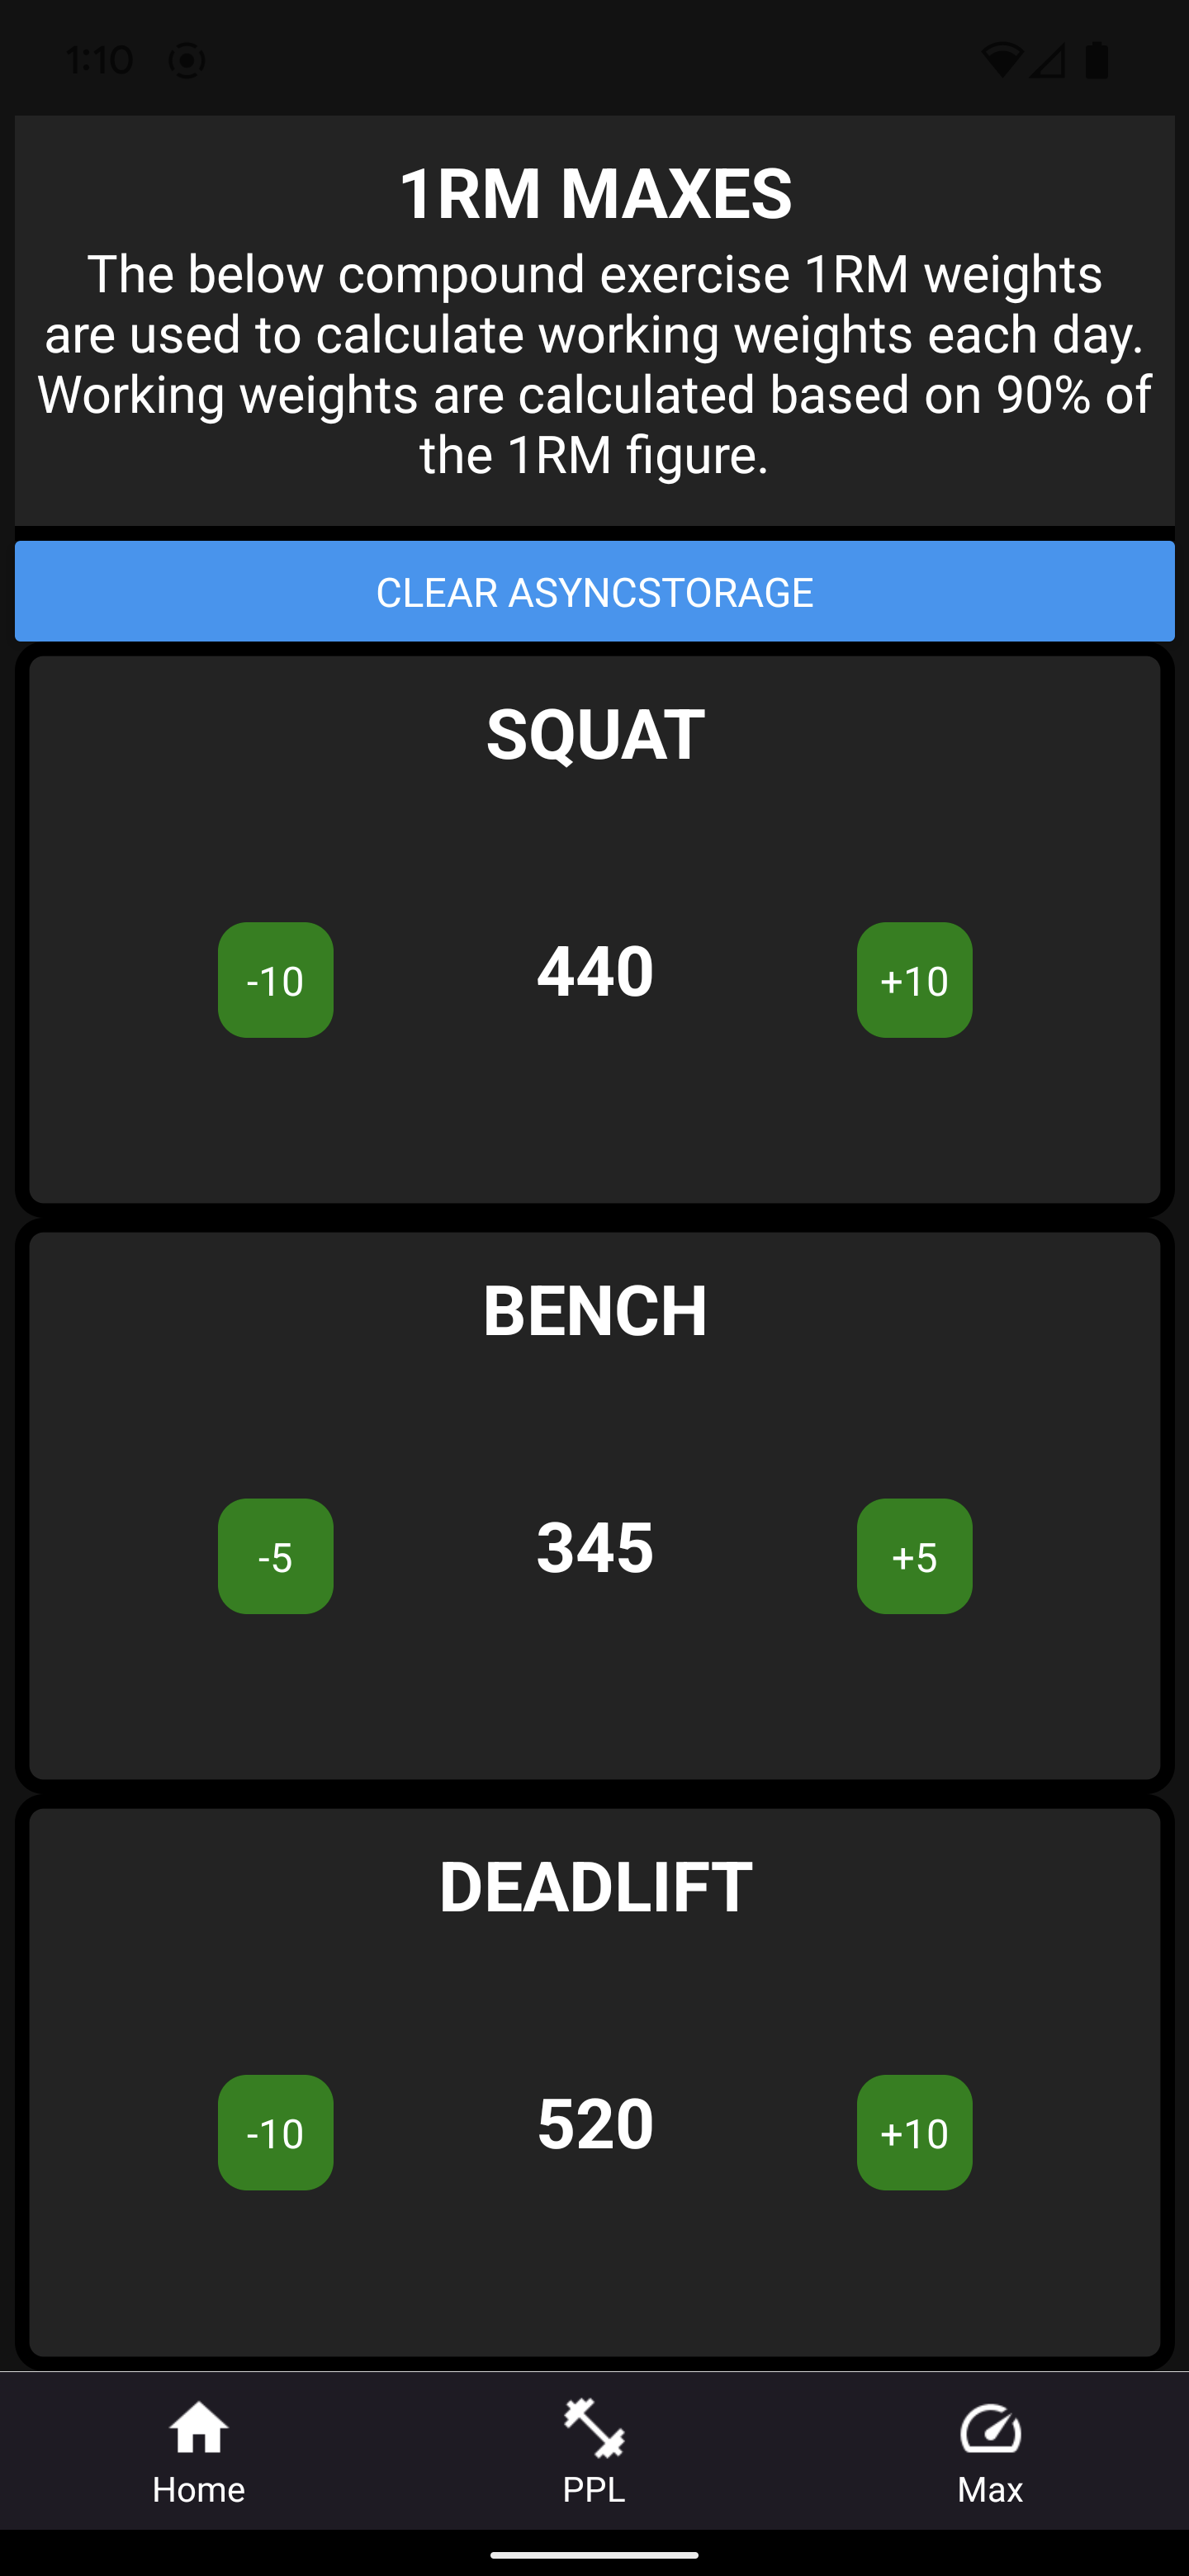 1:10
1RM MAXES
The below compound exercise 1RM weights
are used to calculate working weights each day.
Working weights are calculated based on 90% of
the 1RM figure.
CLEAR ASYNCSTORAGE
SQUAT
-10 440 +10
BENCH
-5 345 +5
DEADLIFT
-10 520 +10
Home PPL Max